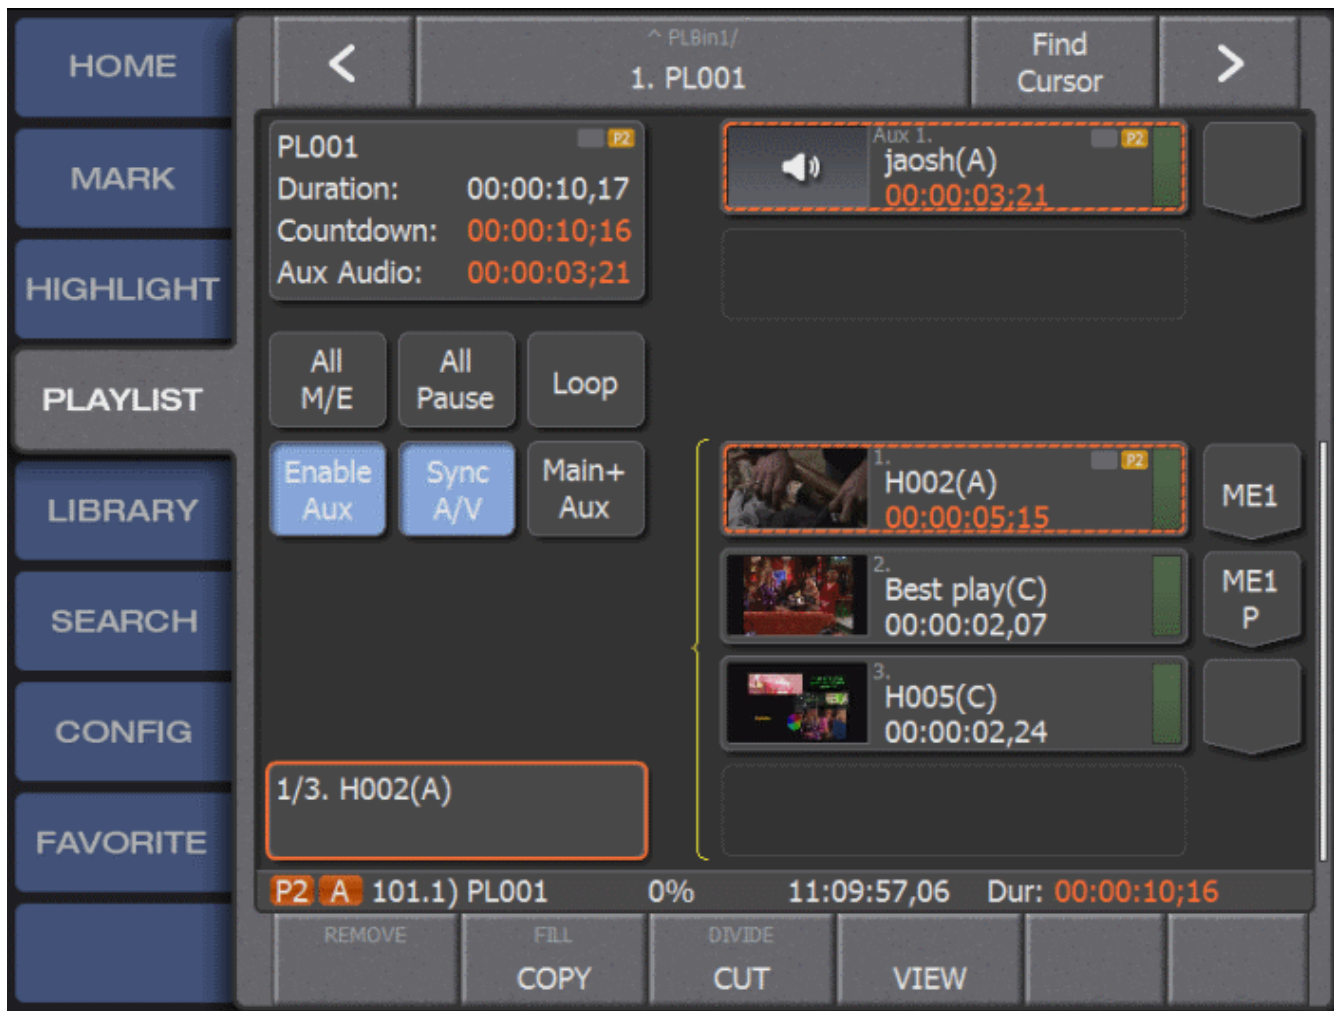 HOME
MARK
HIGHLIGHT
PLAYLIST
LIBRARY
SEARCH
CONFIG
FAVORITE
<
^ PLBin1/
1. PL001
Find
Cursor
>
PL001
P2
Duration: 00:00:10,17
Countdown: 00:00:10;16
Aux Audio: 00:00:03;21
All
M/E
All
Pause
Loop
Enable
Aux
Sync
A/V
Main+
Aux
1/3. H002(A)
Aux 1.
P2
jaosh(A)
00:00:03;21
1.
P2
H002(A)
00:00:05;15
ME1
2.
Best play(C)
00:00:02,07
ME1
P
3.
H005(C)
00:00:02,24
P2 A 101.1) PL001 0% 11:09:57,06 Dur: 00:00:10;16
REMOVE
FILL
COPY
DIVIDE
CUT
VIEW